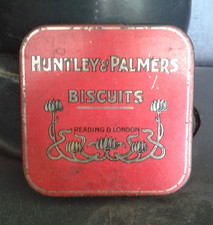 HUNTLEY & PALMERS
BISCUITS
READING & LONDON